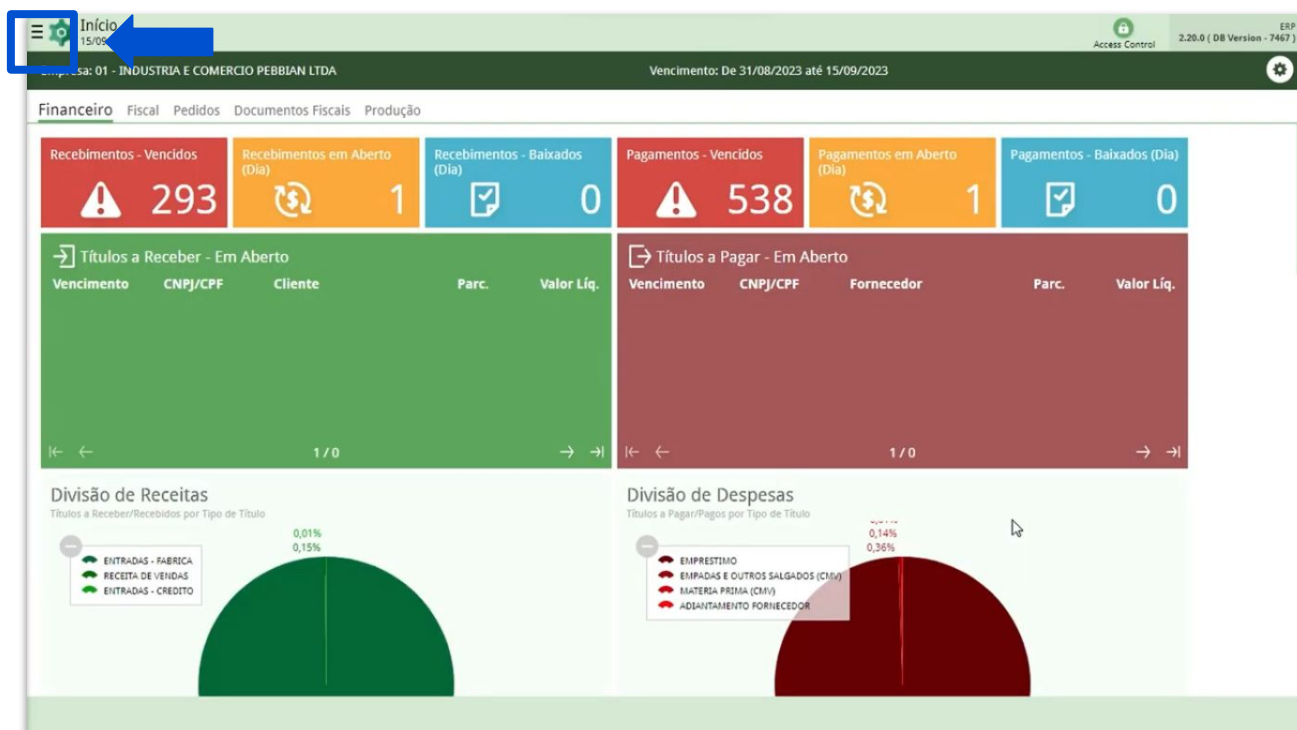 Início
15/09
Access Control
ERP
2.20.0 ( DB Version - 7467 )
Empresa: 01 - INDUSTRIA E COMERCIO PEBBIAN LTDA
Vencimento: De 31/08/2023 até 15/09/2023
Financeiro Fiscal Pedidos Documentos Fiscais Produção
Recebimentos - Vencidos
293
Recebimentos em Aberto
(Dia)
1
Recebimentos - Baixados
(Dia)
0
Pagamentos - Vencidos
538
Pagamentos em Aberto
(Dia)
1
Pagamentos - Baixados (Dia)
0
Títulos a Receber - Em Aberto
Vencimento CNPJ/CPF Cliente Parc. Valor Líq.
1 / 0
Títulos a Pagar - Em Aberto
Vencimento CNPJ/CPF Fornecedor Parc. Valor Líq.
1 / 0
Divisão de Receitas
Títulos a Receber/Recebidos por Tipo de Título
0,01%
0,15%
ENTRADAS - FABRICA
RECEITA DE VENDAS
ENTRADAS - CREDITO
Divisão de Despesas
Títulos a Pagar/Pagos por Tipo de Título
0,14%
0,36%
EMPRESTIMO
EMPADAS E OUTROS SALGADOS (CMV)
MATERIA PRIMA (CMV)
ADIANTAMENTO FORNECEDOR